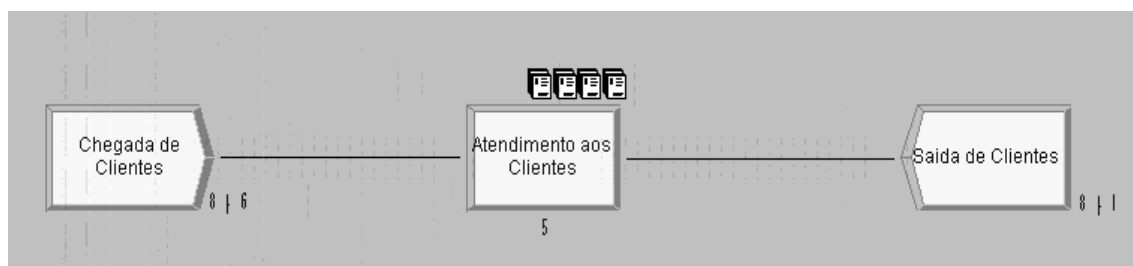 Chegada de
Clientes
Atendimento aos
Clientes
Saida de Clientes
5